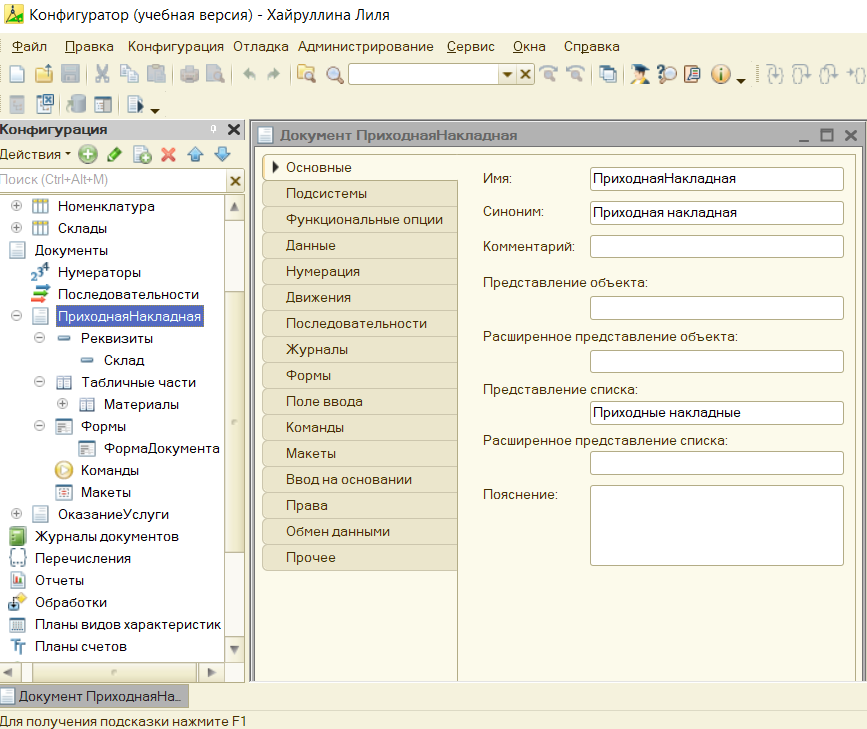 Конфигуратор (учебная версия) - Хайруллина Лиля
Файл Правка Конфигурация Отладка Администрирование Сервис Окна Справка
Конфигурация
Действия
Поиск (Ctrl+Alt+M)
Номенклатура
Склады
Документы
Нумераторы
Последовательности
ПриходнаяНакладная
Реквизиты
Склад
Табличные части
Материалы
Формы
ФормаДокумента
Команды
Макеты
ОказаниеУслуги
Журналы документов
Перечисления
Отчеты
Обработки
Планы видов характеристик
Планы счетов
Документ ПриходнаяНакладная
Основные
Подсистемы
Функциональные опции
Данные
Нумерация
Движения
Последовательности
Журналы
Формы
Поле ввода
Команды
Макеты
Ввод на основании
Права
Обмен данными
Прочее
Имя: ПриходнаяНакладная
Синоним: Приходная накладная
Комментарий:
Представление объекта:
Расширенное представление объекта:
Представление списка:
Приходные накладные
Расширенное представление списка:
Пояснение:
Документ ПриходнаяНа...
Для получения подсказки нажмите F1